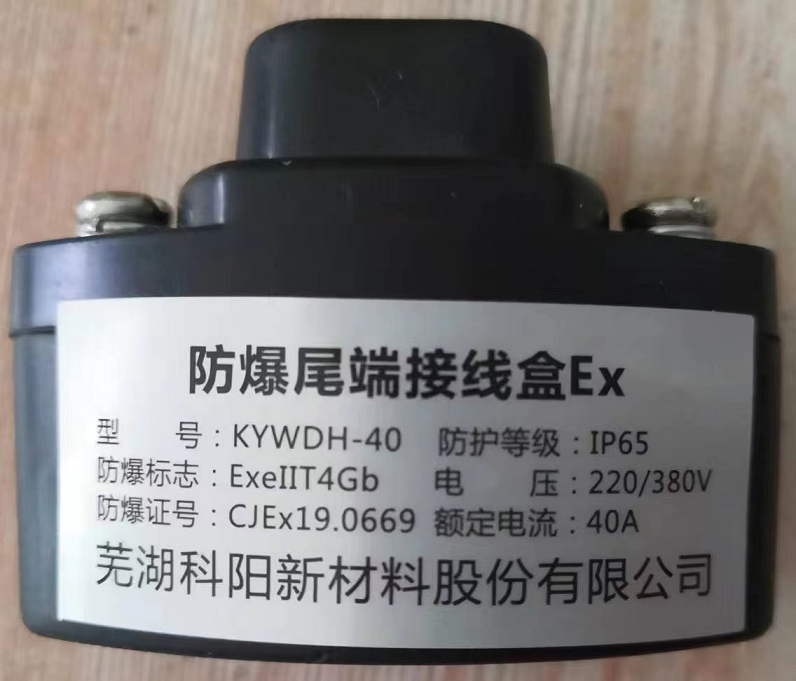 防爆尾端接线盒Ex
型 号：KYWDH-40 防护等级：IP65
防爆标志：ExeIIT4Gb 电 压：220/380V
防爆证号：CJEx19.0669 额定电流：40A
芜湖科阳新材料股份有限公司